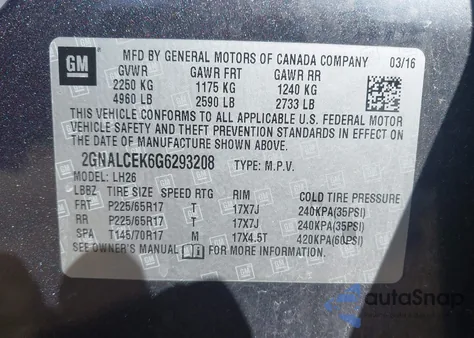 GM
MFD BY GENERAL MOTORS OF CANADA COMPANY 03/16
GVWR GAWR FRT GAWR RR
2250 KG 1175 KG 1240 KG
4960 LB 2590 LB 2733 LB
THIS VEHICLE CONFORMS TO ALL APPLICABLE U.S. FEDERAL MOTOR
VEHICLE SAFETY AND THEFT PREVENTION STANDARDS IN EFFECT ON
THE DATE OF MANUFACTURE SHOWN ABOVE.
2GNALCEK6G6293208 TYPE: M.P.V.
MODEL: LH26
LBBZ TIRE SIZE SPEED RTG RIM COLD TIRE PRESSURE
FRT P225/65R17 T 17X7J 240KPA(35PSI)
RR P225/65R17 T 17X7J 240KPA(35PSI)
SPA T145/70R17 M 17X4.5T 420KPA(60PSI)
SEE OWNER'S MANUAL FOR MORE INFORMATION
autaSnap